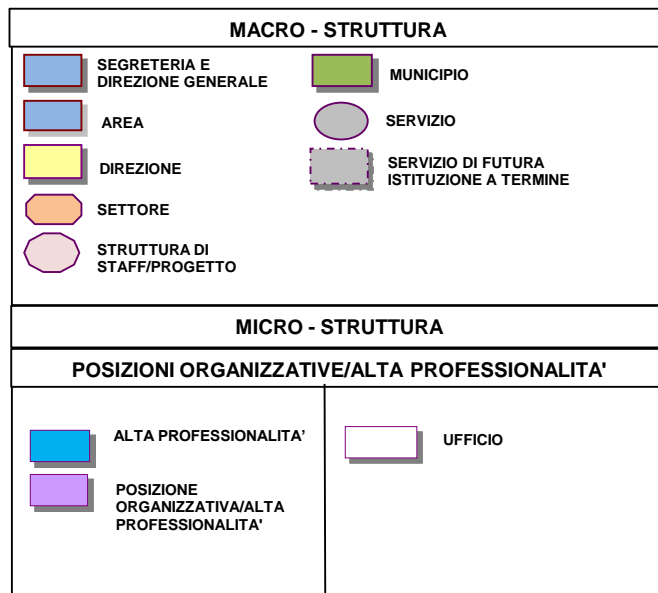 MACRO - STRUTTURA
SEGRETERIA E
DIREZIONE GENERALE
AREA
DIREZIONE
SETTORE
STRUTTURA DI
STAFF/PROGETTO
MUNICIPIO
SERVIZIO
SERVIZIO DI FUTURA
ISTITUZIONE A TERMINE
MICRO - STRUTTURA
POSIZIONI ORGANIZZATIVE/ALTA PROFESSIONALITA'
ALTA PROFESSIONALITA’
POSIZIONE
ORGANIZZATIVA/ALTA
PROFESSIONALITA'
UFFICIO